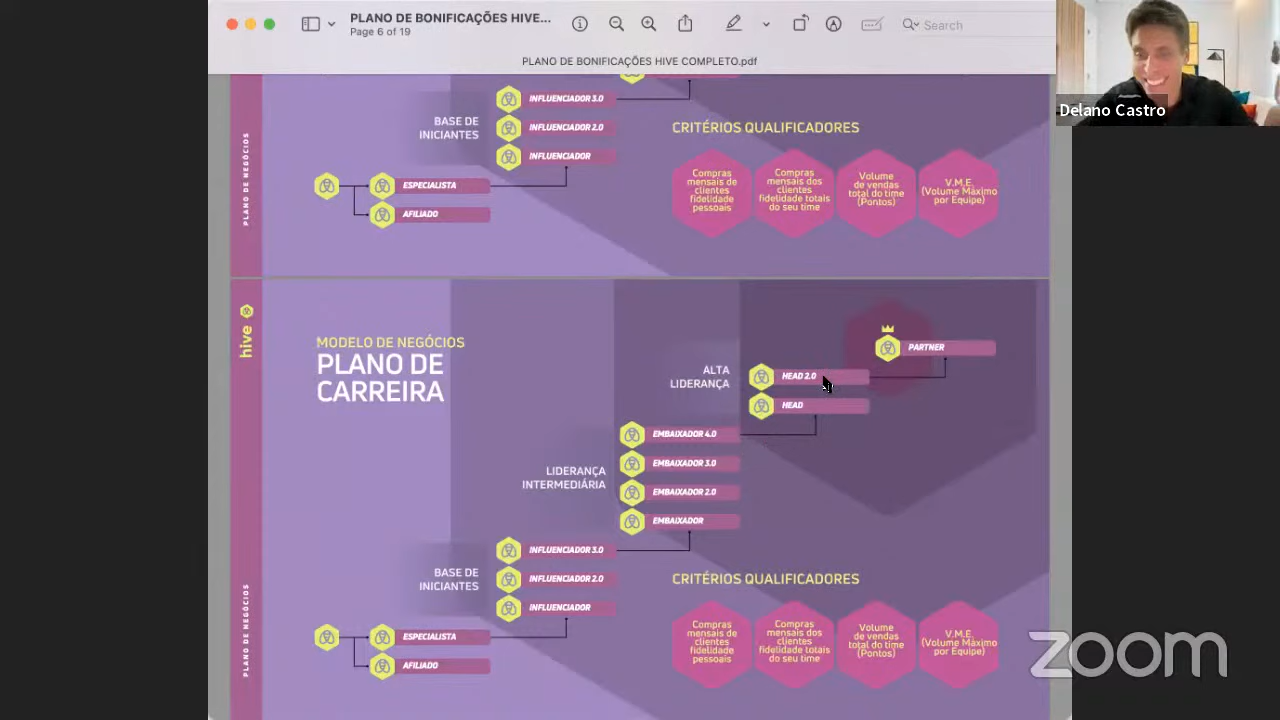 PLANO DE BONIFICAÇÕES HIVE...
Page 6 of 19
Search
PLANO DE BONIFICAÇÕES HIVE COMPLETO.pdf
Delano Castro
PLANO DE NEGÓCIOS
BASE DE
INICIANTES
INFLUENCIADOR 3.0
INFLUENCIADOR 2.0
INFLUENCIADOR
ESPECIALISTA
AFILIADO
CRITÉRIOS QUALIFICADORES
Compras
mensais de
clientes
fidelidade
pessoais
Compras
mensais dos
clientes
fidelidade totais
do seu time
Volume
de vendas
total do time
(Pontos)
V.M.E.
(Volume Máximo
por Equipe)
hive
MODELO DE NEGÓCIOS
PLANO DE
CARREIRA
PARTNER
ALTA
LIDERANÇA
HEAD 2.0
HEAD
LIDERANÇA
INTERMEDIÁRIA
EMBAIXADOR 4.0
EMBAIXADOR 3.0
EMBAIXADOR 2.0
EMBAIXADOR
BASE DE
INICIANTES
INFLUENCIADOR 3.0
INFLUENCIADOR 2.0
INFLUENCIADOR
ESPECIALISTA
AFILIADO
CRITÉRIOS QUALIFICADORES
Compras
mensais de
clientes
fidelidade
pessoais
Compras
mensais dos
clientes
fidelidade totais
do seu time
Volume
de vendas
total do time
(Pontos)
V.M.E.
(Volume Máximo
por Equipe)
PLANO DE NEGÓCIOS
zoom